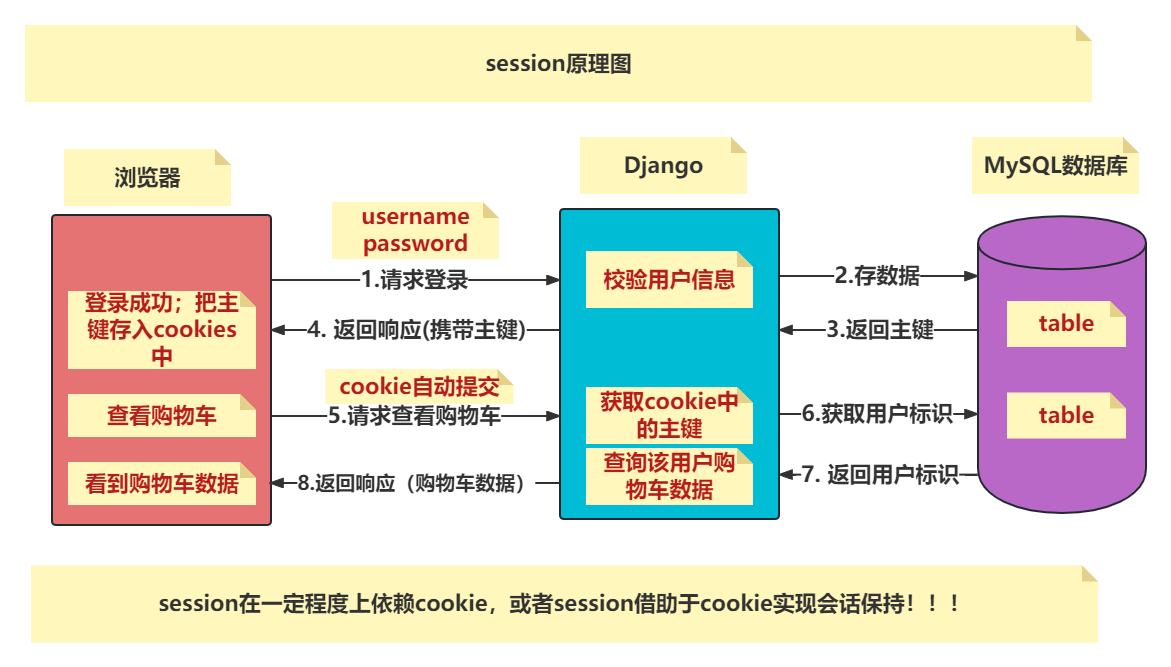 session原理图
浏览器
Django
MySQL数据库
username
password
1.请求登录
校验用户信息
2.存数据
登录成功；把主
键存入cookies
中
4. 返回响应(携带主键)
3.返回主键
table
cookie自动提交
查看购物车
5.请求查看购物车
获取cookie中
的主键
6.获取用户标识
table
看到购物车数据
8.返回响应（购物车数据）
查询该用户购
物车数据
7. 返回用户标识
session在一定程度上依赖cookie，或者session借助于cookie实现会话保持！！！